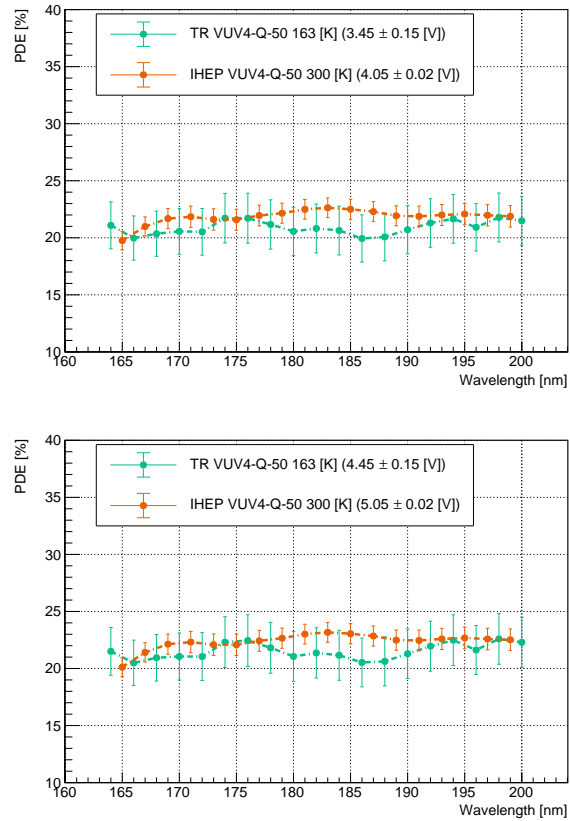 PDE [%]
40
TR VUV4-Q-50 163 [K] (3.45 ± 0.15 [V])
IHEP VUV4-Q-50 300 [K] (4.05 ± 0.02 [V])
35
30
25
20
15
10
160 165 170 175 180 185 190 195 200
Wavelength [nm]
PDE [%]
40
TR VUV4-Q-50 163 [K] (4.45 ± 0.15 [V])
IHEP VUV4-Q-50 300 [K] (5.05 ± 0.02 [V])
35
30
25
20
15
10
160 165 170 175 180 185 190 195 200
Wavelength [nm]